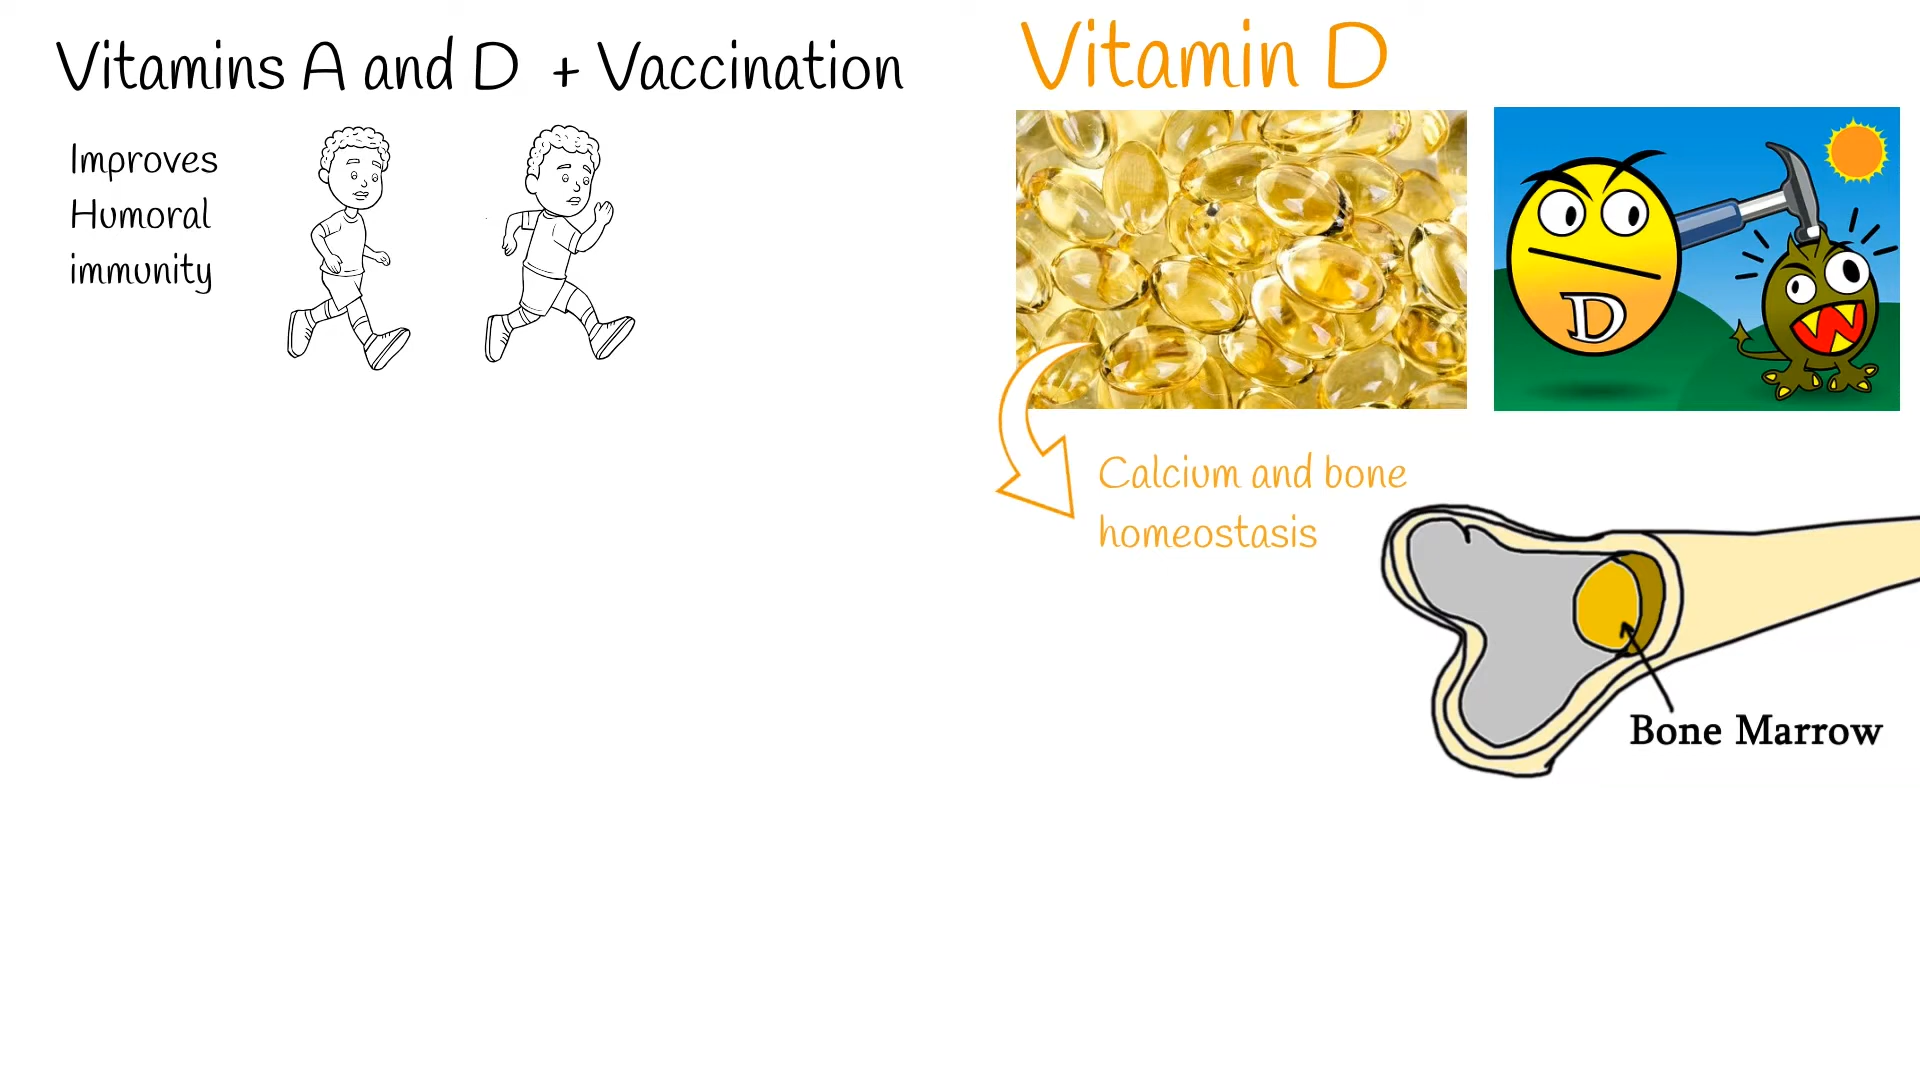 Vitamins A and D + Vaccination
Improves
Humoral
immunity
Vitamin D
D
Calcium and bone
homeostasis
Bone Marrow